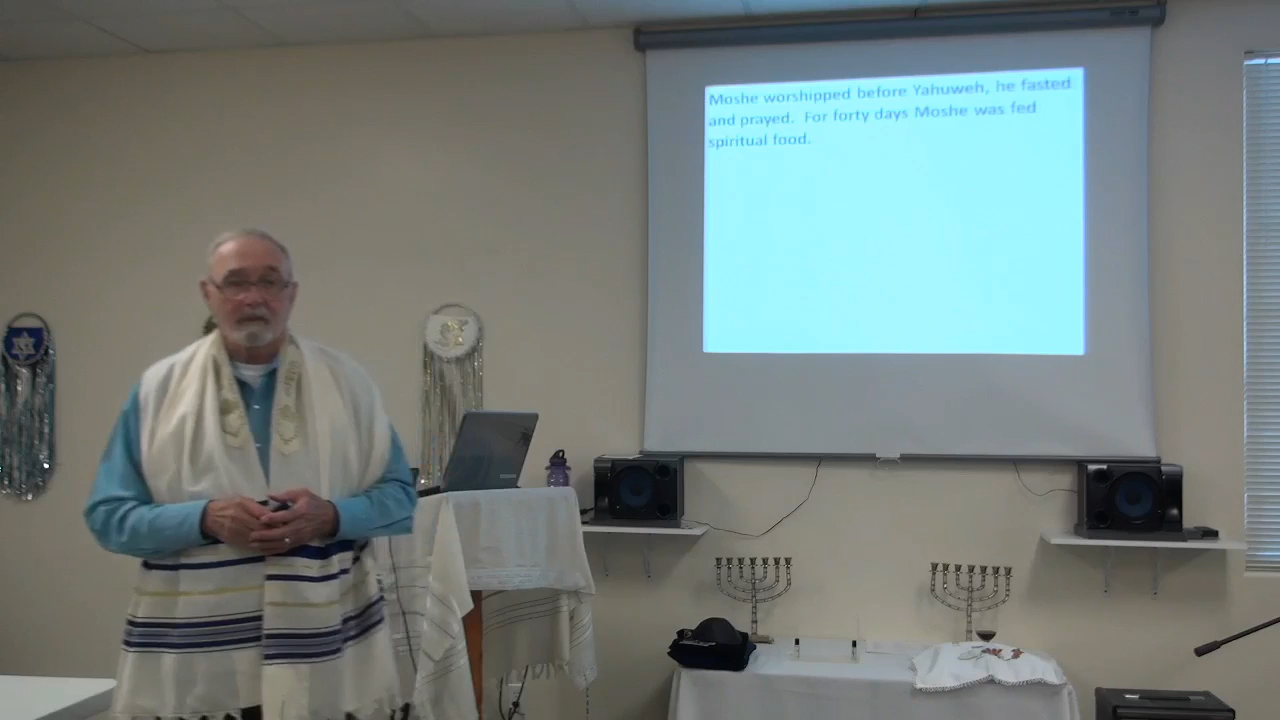 Moshe worshipped before Yahuweh, he fasted
and prayed.  For forty days Moshe was fed
spiritual food.